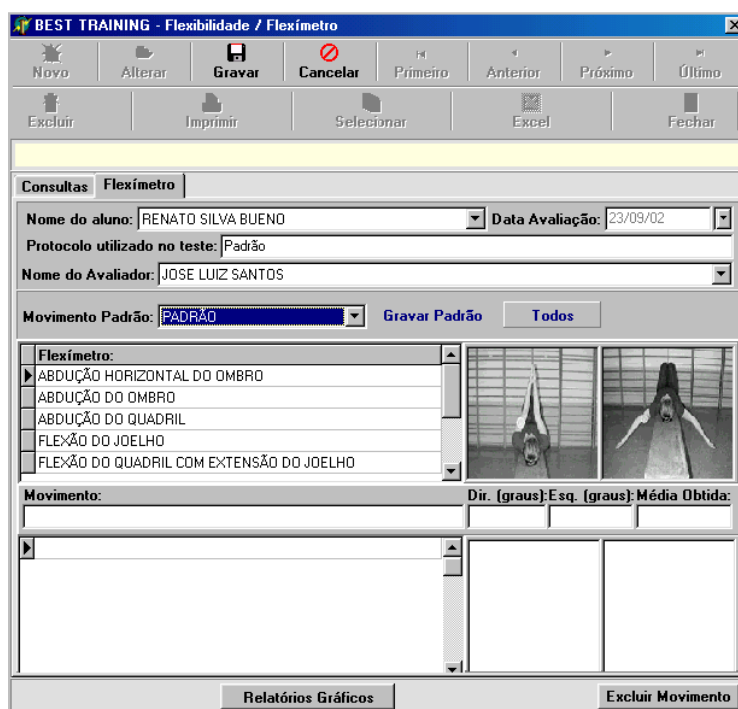 BEST TRAINING - Flexibilidade / Flexímetro
Novo Alterar Gravar Cancelar Primeiro Anterior Próximo Último
Excluir Imprimir Selecionar Excel Fechar
Consultas Flexímetro
Nome do aluno: RENATO SILVA BUENO Data Avaliação: 23/09/02
Protocolo utilizado no teste: Padrão
Nome do Avaliador: JOSE LUIZ SANTOS
Movimento Padrão: PADRÃO Gravar Padrão Todos
Flexímetro:
ABDUÇÃO HORIZONTAL DO OMBRO
ABDUÇÃO DO OMBRO
ABDUÇÃO DO QUADRIL
FLEXÃO DO JOELHO
FLEXÃO DO QUADRIL COM EXTENSÃO DO JOELHO
Movimento: Dir. (graus): Esq. (graus): Média Obtida:
Relatórios Gráficos Excluir Movimento